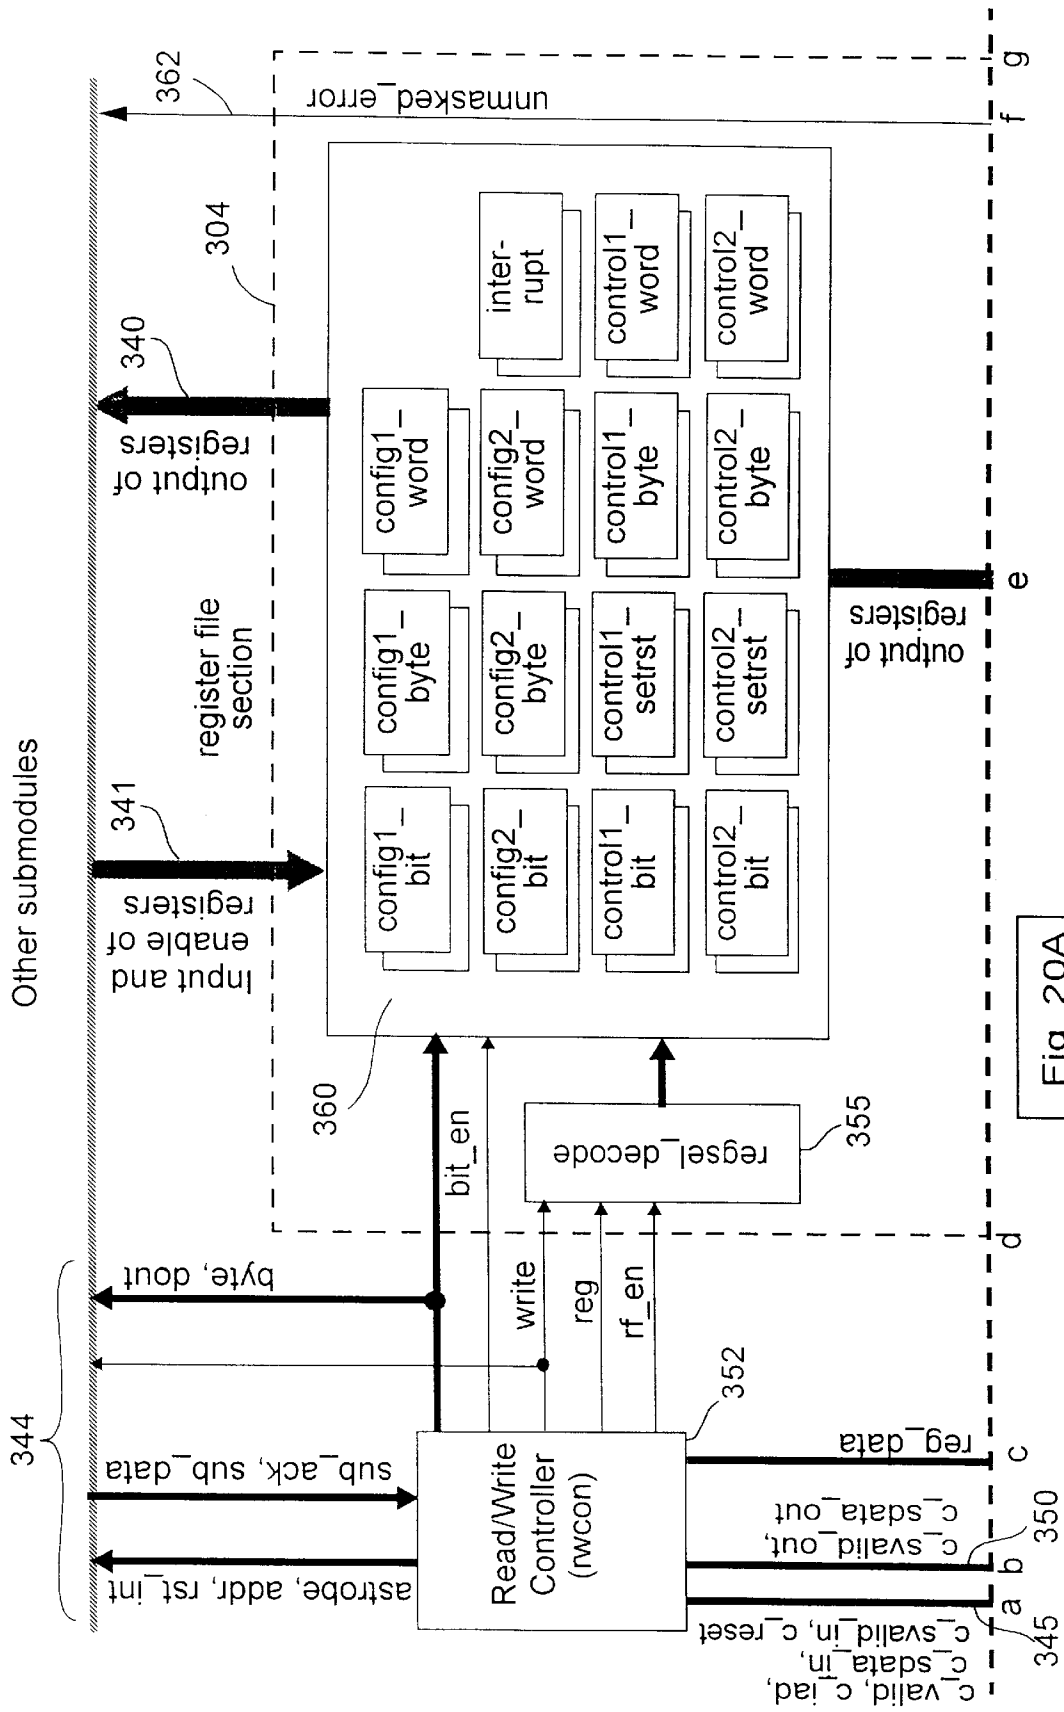 Other submodules
344
astrobe, addr, rst_int
sub_data, sub_ack,
byte, dout
Input and
enable of
registers
341
register file
section
output of
registers
340
304
362
unmasked_error
Read/Write
Controller
(rwcon)
352
bit_en
write
reg
rf_en
regsel_decode
355
360
config1_
bit
config1_
byte
config1_
word
config2_
bit
config2_
byte
config2_
word
inter-
rupt
control1_
bit
control1_
setrst
control1_
byte
control1_
word
control2_
bit
control2_
setrst
control2_
byte
control2_
word
c_valid, c_iad,
c_sdata_in,
c_svalid_in, c_reset
c_svalid_out,
c_sdata_out
reg_data
output of
registers
345
350
a
b
c
d
e
f
g
Fig. 20A